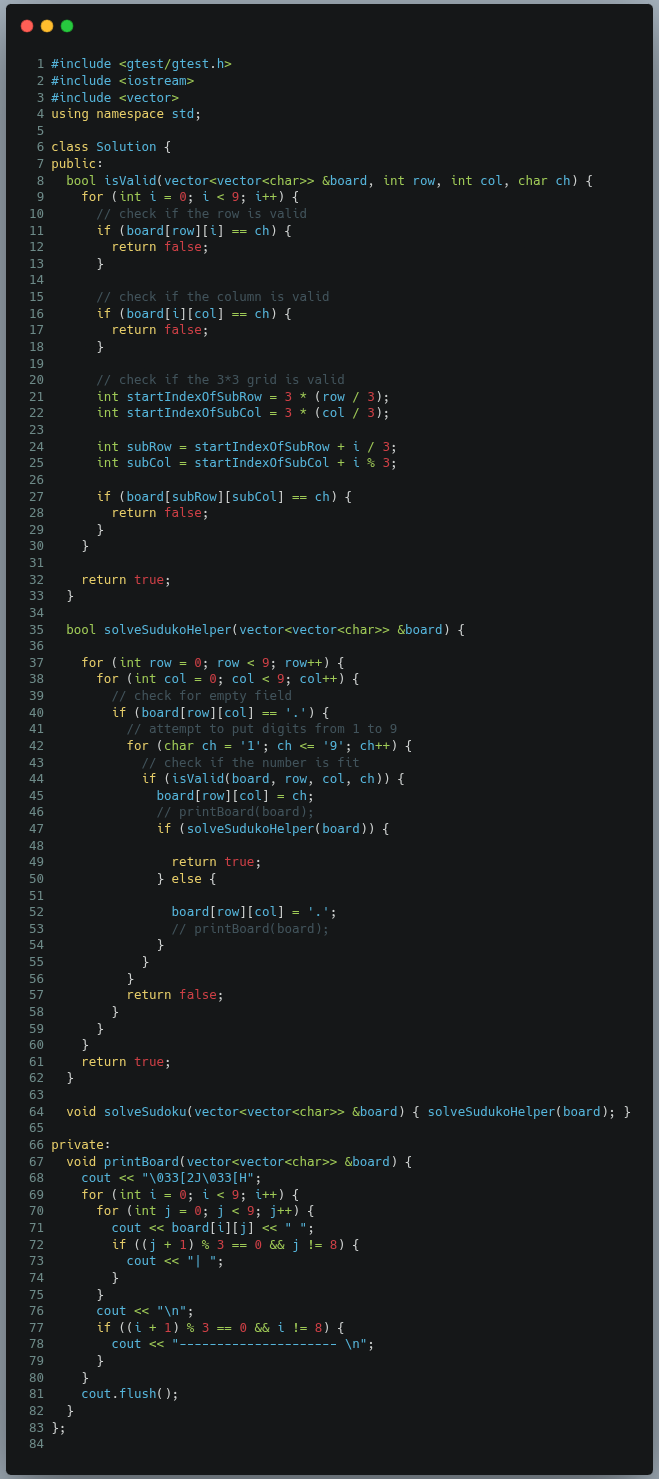 1 #include <gtest/gtest.h>
2 #include <iostream>
3 #include <vector>
4 using namespace std;
5
6 class Solution {
7 public:
8   bool isValid(vector<vector<char>> &board, int row, int col, char ch) {
9     for (int i = 0; i < 9; i++) {
10       // check if the row is valid
11       if (board[row][i] == ch) {
12         return false;
13       }
14
15       // check if the column is valid
16       if (board[i][col] == ch) {
17         return false;
18       }
19
20       // check if the 3*3 grid is valid
21       int startIndexOfSubRow = 3 * (row / 3);
22       int startIndexOfSubCol = 3 * (col / 3);
23
24       int subRow = startIndexOfSubRow + i / 3;
25       int subCol = startIndexOfSubCol + i % 3;
26
27       if (board[subRow][subCol] == ch) {
28         return false;
29       }
30     }
31
32     return true;
33   }
34
35   bool solveSudukoHelper(vector<vector<char>> &board) {
36
37     for (int row = 0; row < 9; row++) {
38       for (int col = 0; col < 9; col++) {
39         // check for empty field
40         if (board[row][col] == '.') {
41           // attempt to put digits from 1 to 9
42           for (char ch = '1'; ch <= '9'; ch++) {
43             // check if the number is fit
44             if (isValid(board, row, col, ch)) {
45               board[row][col] = ch;
46               // printBoard(board);
47               if (solveSudukoHelper(board)) {
48
49                 return true;
50               } else {
51
52                 board[row][col] = '.';
53                 // printBoard(board);
54               }
55             }
56           }
57           return false;
58         }
59       }
60     }
61     return true;
62   }
63
64   void solveSudoku(vector<vector<char>> &board) { solveSudukoHelper(board); }
65
66 private:
67   void printBoard(vector<vector<char>> &board) {
68     cout << "\033[2J\033[H";
69     for (int i = 0; i < 9; i++) {
70       for (int j = 0; j < 9; j++) {
71         cout << board[i][j] << " ";
72         if ((j + 1) % 3 == 0 && j != 8) {
73           cout << "| ";
74         }
75       }
76       cout << "\n";
77       if ((i + 1) % 3 == 0 && i != 8) {
78         cout << "--------------------- \n";
79       }
80     }
81     cout.flush();
82   }
83 };
84